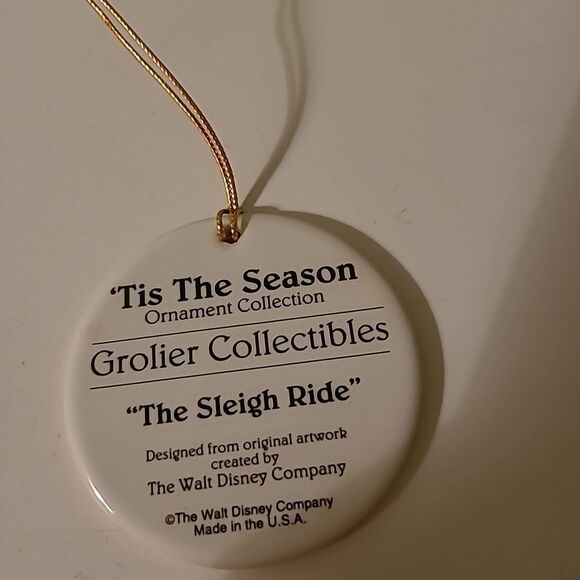 ‘Tis The Season
Ornament Collection
Grolier Collectibles
“The Sleigh Ride”
Designed from original artwork
created by
The Walt Disney Company
©The Walt Disney Company
Made in the U.S.A.